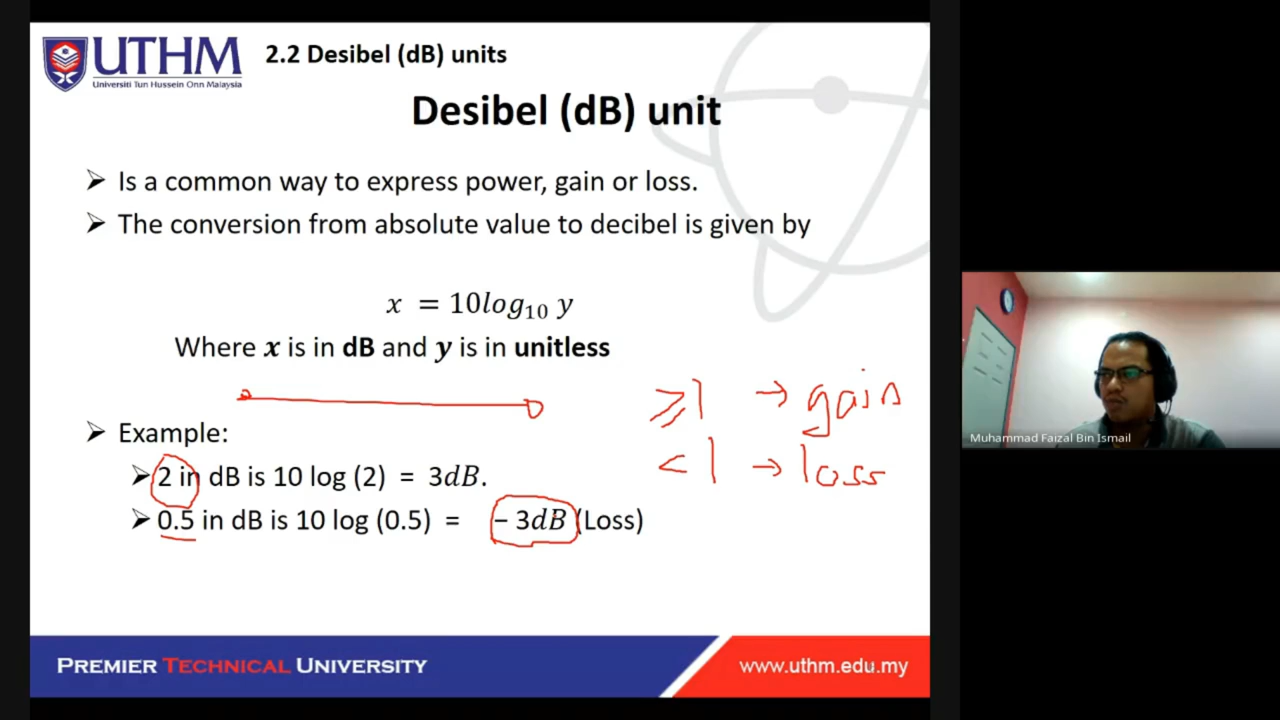 UTHM
Universiti Tun Hussein Onn Malaysia
2.2 Desibel (dB) units
Desibel (dB) unit
➢ Is a common way to express power, gain or loss.
➢ The conversion from absolute value to decibel is given by
x = 10log₁₀ y
Where x is in dB and y is in unitless
⩾1 → gain
< 1 → loss
➢ Example:
➢ 2 in dB is 10 log (2) = 3dB.
➢ 0.5 in dB is 10 log (0.5) = − 3dB (Loss)
Muhammad Faizal Bin Ismail
PREMIER TECHNICAL UNIVERSITY
www.uthm.edu.my